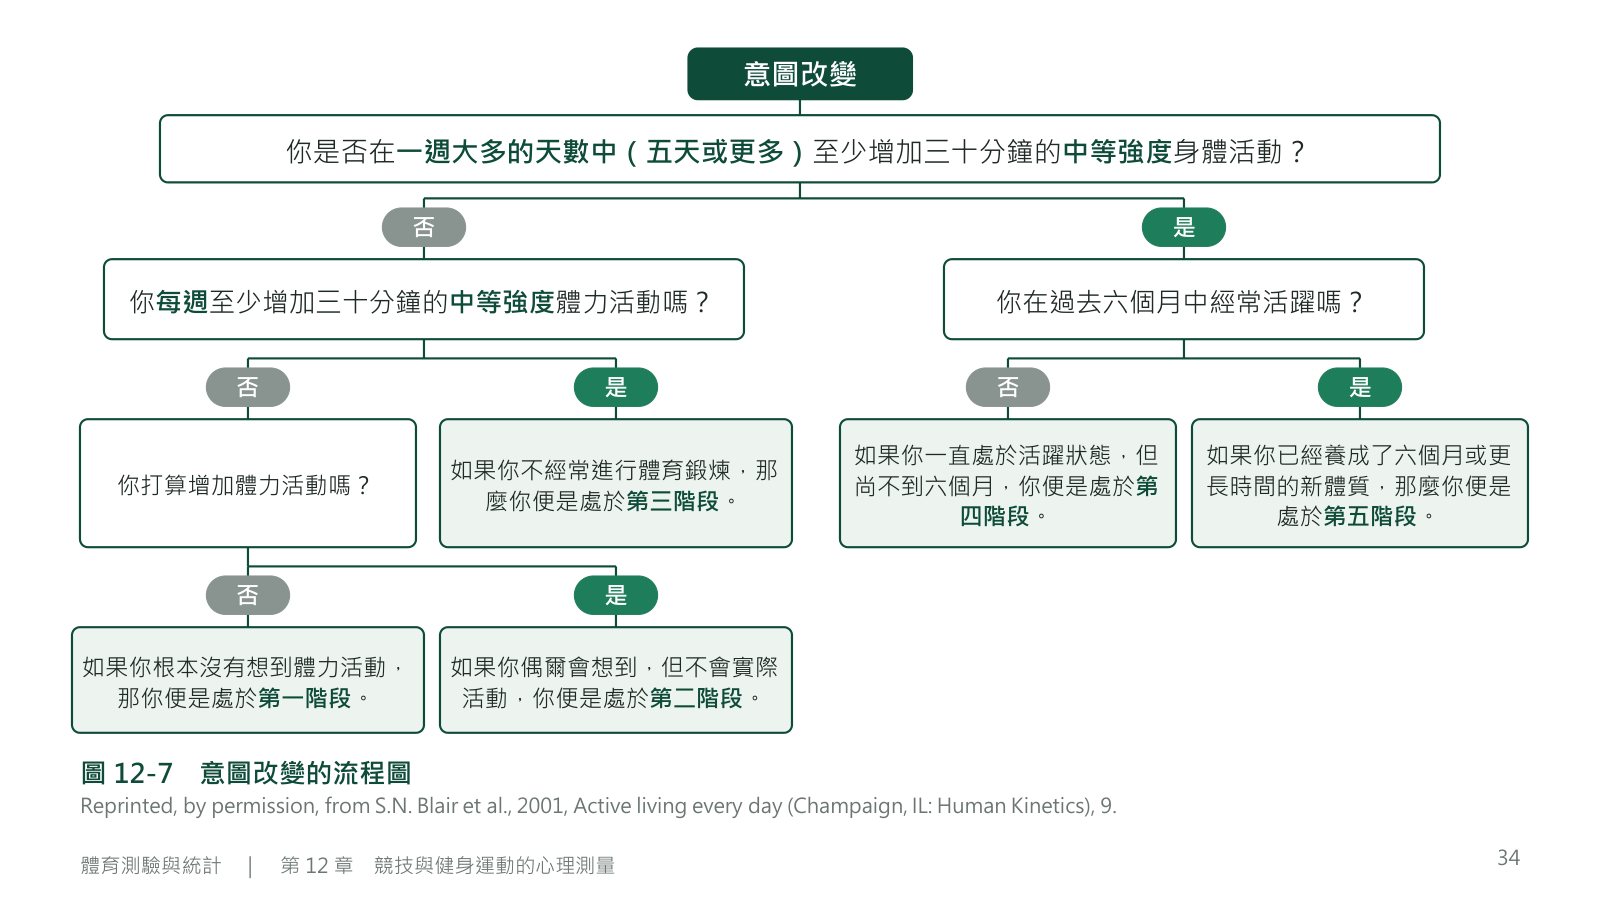 意圖改變
你是否在一週大多的天數中(五天或更多)至少增加三十分鐘的中等強度身體活動？
否
是
你每週至少增加三十分鐘的中等強度體力活動嗎？
你在過去六個月中經常活躍嗎？
否
是
否
是
你打算增加體力活動嗎？
如果你不經常進行體育鍛煉，那
麼你便是處於第三階段。
如果你一直處於活躍狀態，但
尚不到六個月，你便是處於第
四階段。
如果你已經養成了六個月或更
長時間的新體質，那麼你便是
處於第五階段。
否
是
如果你根本沒有想到體力活動，
那你便是處於第一階段。
如果你偶爾會想到，但不會實際
活動，你便是處於第二階段。
圖 12-7　意圖改變的流程圖
Reprinted, by permission, from S.N. Blair et al., 2001, Active living every day (Champaign, IL: Human Kinetics), 9.
體育測驗與統計　|　第 12 章　競技與健身運動的心理測量
34